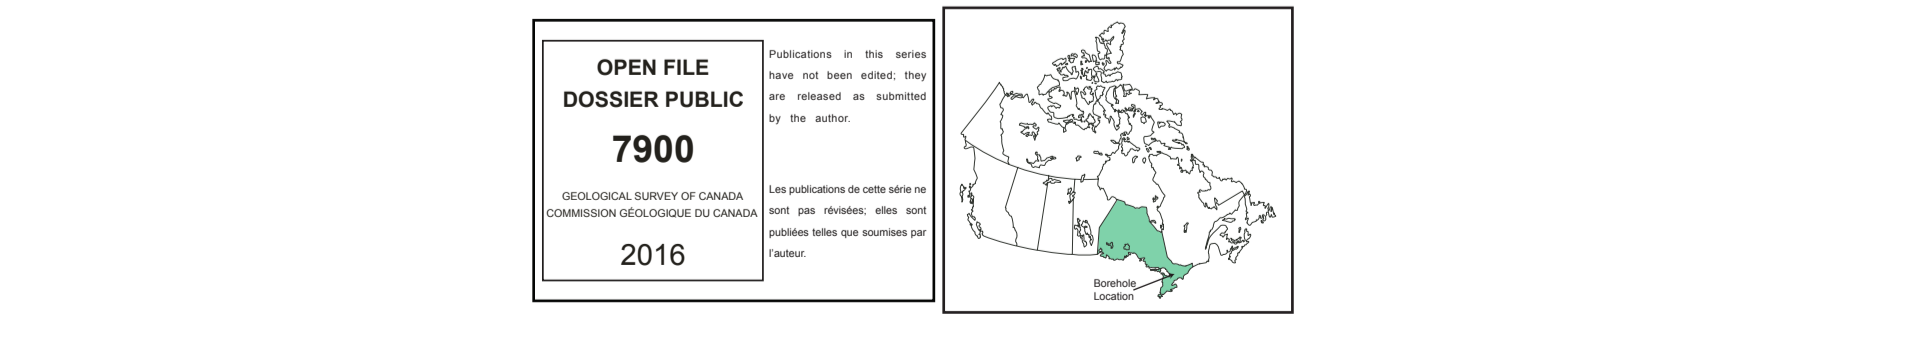 OPEN FILE
DOSSIER PUBLIC
7900
GEOLOGICAL SURVEY OF CANADA
COMMISSION GÉOLOGIQUE DU CANADA
2016
Publications in this series
have not been edited; they
are released as submitted
by the author.
Les publications de cette série ne
sont pas révisées; elles sont
publiées telles que soumises par
l'auteur.
Borehole
Location